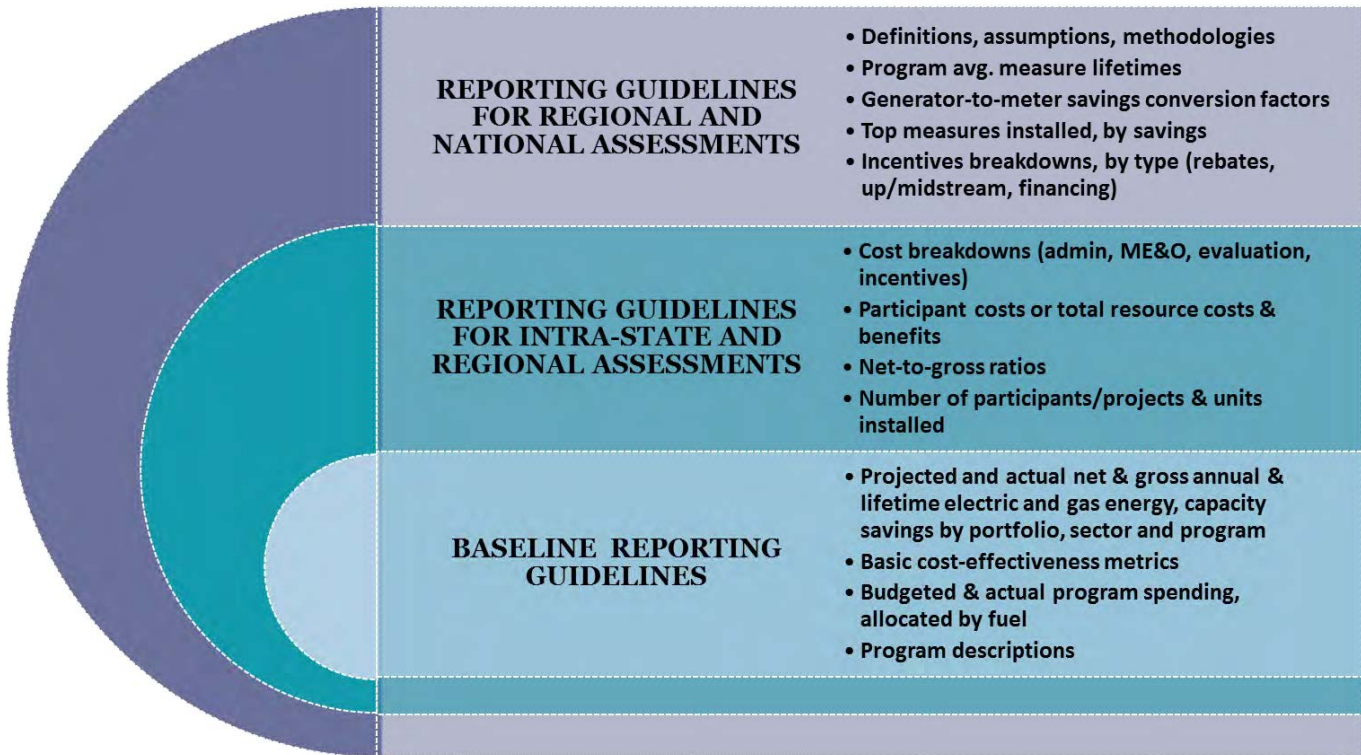 REPORTING GUIDELINES
FOR REGIONAL AND
NATIONAL ASSESSMENTS
• Definitions, assumptions, methodologies
• Program avg. measure lifetimes
• Generator-to-meter savings conversion factors
• Top measures installed, by savings
• Incentives breakdowns, by type (rebates,
up/midstream, financing)
REPORTING GUIDELINES
FOR INTRA-STATE AND
REGIONAL ASSESSMENTS
• Cost breakdowns (admin, ME&O, evaluation,
incentives)
• Participant costs or total resource costs &
benefits
• Net-to-gross ratios
• Number of participants/projects & units
installed
BASELINE REPORTING
GUIDELINES
• Projected and actual net & gross annual &
lifetime electric and gas energy, capacity
savings by portfolio, sector and program
• Basic cost-effectiveness metrics
• Budgeted & actual program spending,
allocated by fuel
• Program descriptions